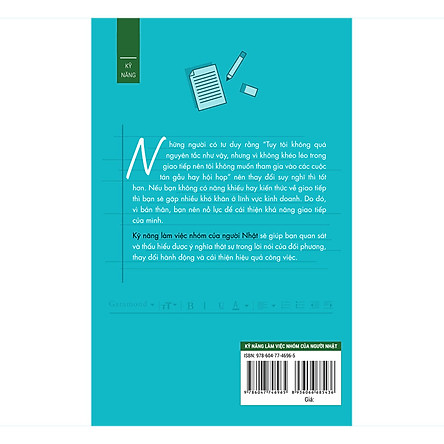 KỸ
NĂNG
Những người có tư duy rằng "Tuy tôi không quá
nguyên tắc như vậy, nhưng vì không khéo léo trong
giao tiếp nên tôi không muốn tham gia vào các cuộc
tán gẫu hay hội họp" nên thay đổi suy nghĩ thì tốt
hơn. Nếu bạn không có năng khiếu hay kiến thức về giao tiếp
thì bạn sẽ gặp nhiều khó khăn ở lĩnh vực kinh doanh. Do đó,
vì bản thân, bạn nên nỗ lực để cải thiện khả năng giao tiếp
của mình.
Kỹ năng làm việc nhóm của người Nhật sẽ giúp bạn quan sát
và thấu hiểu được ý nghĩa thật sự trong lời nói của đối phương,
thay đổi hành động và cải thiện hiệu quả công việc.
B I U A
KỸ NĂNG LÀM VIỆC NHÓM CỦA NGƯỜI NHẬT
ISBN: 978-604-77-4696-5
9 786047 746965
8 936066 685436
Giá: